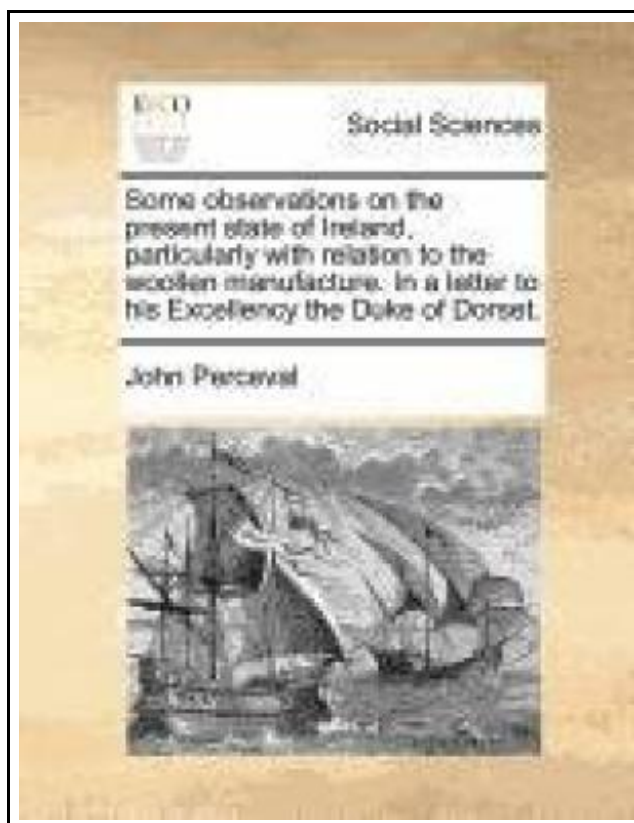 ECCO
Social Sciences
Some observations on the
present state of Ireland,
particularly with relation to the
woollen manufacture. In a letter to
his Excellency the Duke of Dorset.
John Perceval